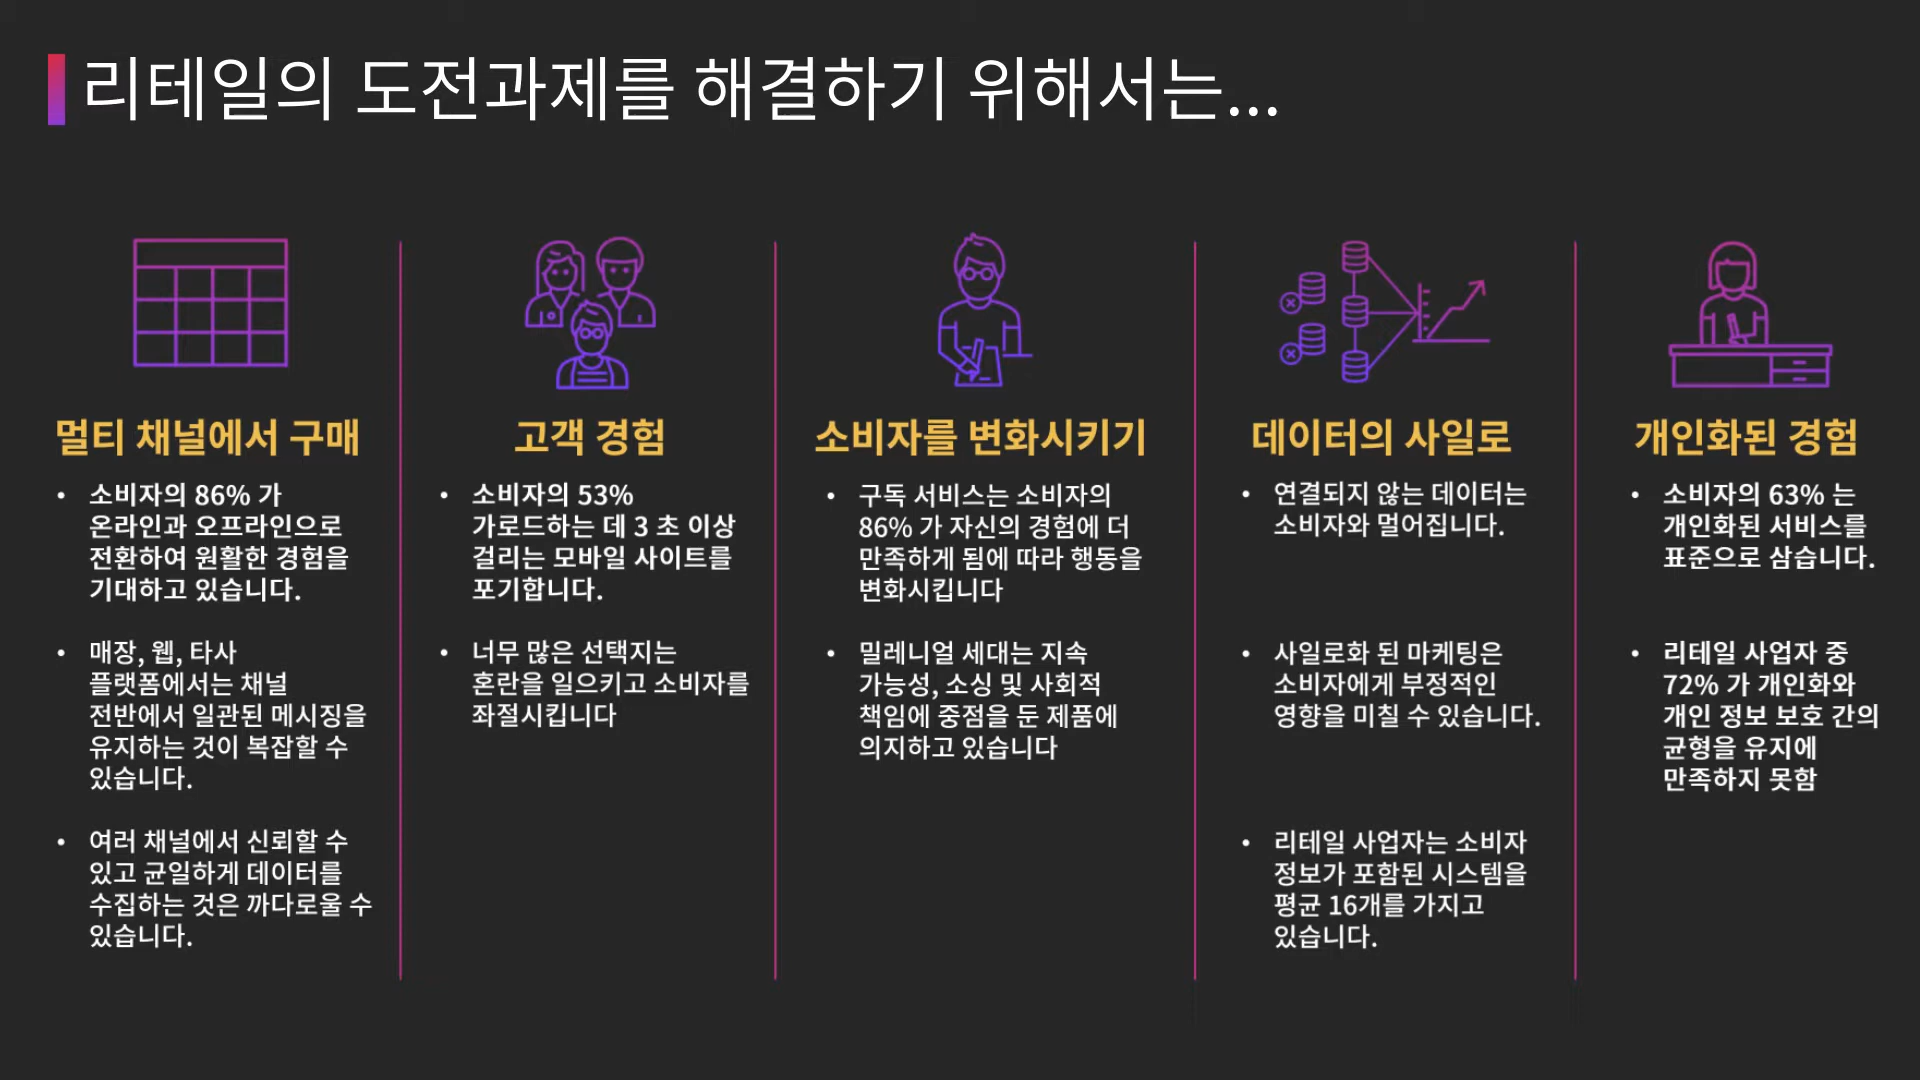 리테일의 도전과제를 해결하기 위해서는...
멀티 채널에서 구매
• 소비자의 86% 가
온라인과 오프라인으로
전환하여 원활한 경험을
기대하고 있습니다.
• 매장, 웹, 타사
플랫폼에서는 채널
전반에서 일관된 메시징을
유지하는 것이 복잡할 수
있습니다.
• 여러 채널에서 신뢰할 수
있고 균일하게 데이터를
수집하는 것은 까다로울 수
있습니다.
고객 경험
• 소비자의 53%
가로드하는 데 3 초 이상
걸리는 모바일 사이트를
포기합니다.
• 너무 많은 선택지는
혼란을 일으키고 소비자를
좌절시킵니다
소비자를 변화시키기
• 구독 서비스는 소비자의
86% 가 자신의 경험에 더
만족하게 됨에 따라 행동을
변화시킵니다
• 밀레니얼 세대는 지속
가능성, 소싱 및 사회적
책임에 중점을 둔 제품에
의지하고 있습니다
데이터의 사일로
• 연결되지 않는 데이터는
소비자와 멀어집니다.
• 사일로화 된 마케팅은
소비자에게 부정적인
영향을 미칠 수 있습니다.
• 리테일 사업자는 소비자
정보가 포함된 시스템을
평균 16개를 가지고
있습니다.
개인화된 경험
• 소비자의 63% 는
개인화된 서비스를
표준으로 삼습니다.
• 리테일 사업자 중
72% 가 개인화와
개인 정보 보호 간의
균형을 유지에
만족하지 못함